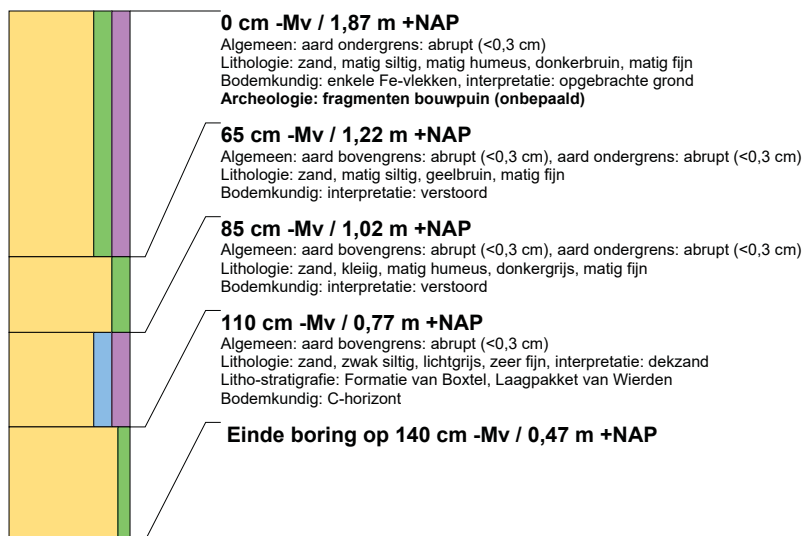 0 cm -Mv / 1,87 m +NAP
Algemeen: aard ondergrens: abrupt (<0,3 cm)
Lithologie: zand, matig siltig, matig humeus, donkerbruin, matig fijn
Bodemkundig: enkele Fe-vlekken, interpretatie: opgebrachte grond
Archeologie: fragmenten bouwpuin (onbepaald)
65 cm -Mv / 1,22 m +NAP
Algemeen: aard bovengrens: abrupt (<0,3 cm), aard ondergrens: abrupt (<0,3 cm)
Lithologie: zand, matig siltig, geelbruin, matig fijn
Bodemkundig: interpretatie: verstoord
85 cm -Mv / 1,02 m +NAP
Algemeen: aard bovengrens: abrupt (<0,3 cm), aard ondergrens: abrupt (<0,3 cm)
Lithologie: zand, kleiig, matig humeus, donkergrijs, matig fijn
Bodemkundig: interpretatie: verstoord
110 cm -Mv / 0,77 m +NAP
Algemeen: aard bovengrens: abrupt (<0,3 cm)
Lithologie: zand, zwak siltig, lichtgrijs, zeer fijn, interpretatie: dekzand
Litho-stratigrafie: Formatie van Boxtel, Laagpakket van Wierden
Bodemkundig: C-horizont
Einde boring op 140 cm -Mv / 0,47 m +NAP